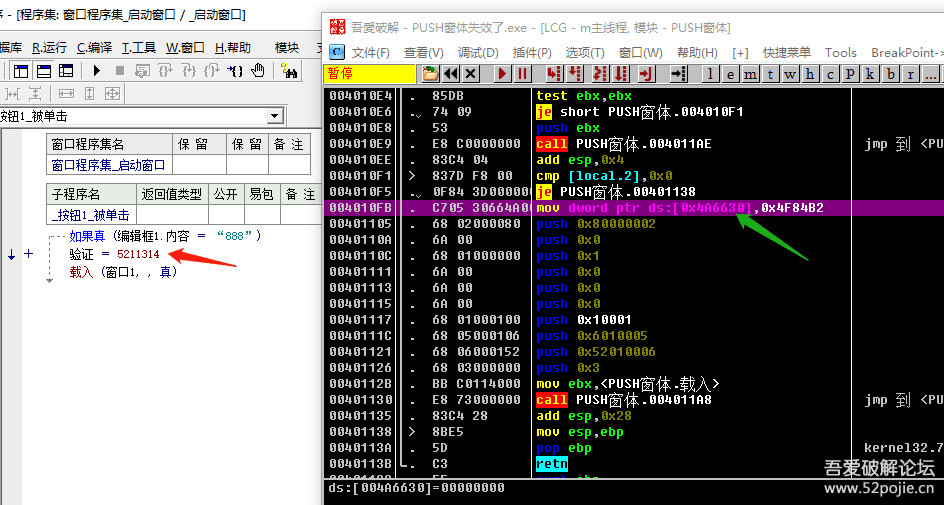 - [程序集: 窗口程序集_启动窗口 / _启动窗口]
据库 R.运行 C.编译 T.工具 W.窗口 H.帮助 模块
按钮1_被单击
窗口程序集名 保 留 保 留 备 注
窗口程序集_启动窗口
子程序名 返回值类型 公开 易包 备 注
_按钮1_被单击
如果真 (编辑框1.内容 = “888”)
验证 = 5211314
载入 (窗口1, , 真)
吾爱破解 - PUSH窗体失效了.exe - [LCG - m主线程, 模块 - PUSH窗体]
C 文件(F) 查看(V) 调试(D) 插件(P) 选项(T) 窗口(W) 帮助(H) [+] 快捷菜单 Tools BreakPoint->
暂停 l e m t w h c P k b r ...
004010E4 . 85DB test ebx,ebx
004010E6 . 74 09 je short PUSH窗体.004010F1
004010E8 . 53 push ebx
004010E9 . E8 C0000000 call PUSH窗体.004011AE jmp 到 <PU
004010EE . 83C4 04 add esp,0x4
004010F1 > 837D F8 00 cmp [local.2],0x0
004010F5 . 0F84 3D00000 je PUSH窗体.00401138
004010FB . C705 30664A00 mov dword ptr ds:[0x4A6630],0x4F84B2
00401105 . 68 02000080 push 0x80000002
0040110A . 6A 00 push 0x0
0040110C . 68 01000000 push 0x1
00401111 . 6A 00 push 0x0
00401113 . 6A 00 push 0x0
00401115 . 6A 00 push 0x0
00401117 . 68 01000100 push 0x10001
0040111C . 68 05000106 push 0x6010005
00401121 . 68 06000152 push 0x52010006
00401126 . 68 03000000 push 0x3
0040112B . BB C0114000 mov ebx,<PUSH窗体.载入>
00401130 . E8 73000000 call PUSH窗体.004011A8 jmp 到 <PU
00401135 . 83C4 28 add esp,0x28
00401138 > 8BE5 mov esp,ebp
0040113A . 5D pop ebp kernel32.7
0040113B . C3 retn
ds:[004A6630]=00000000
吾爱破解论坛
www.52pojie.cn